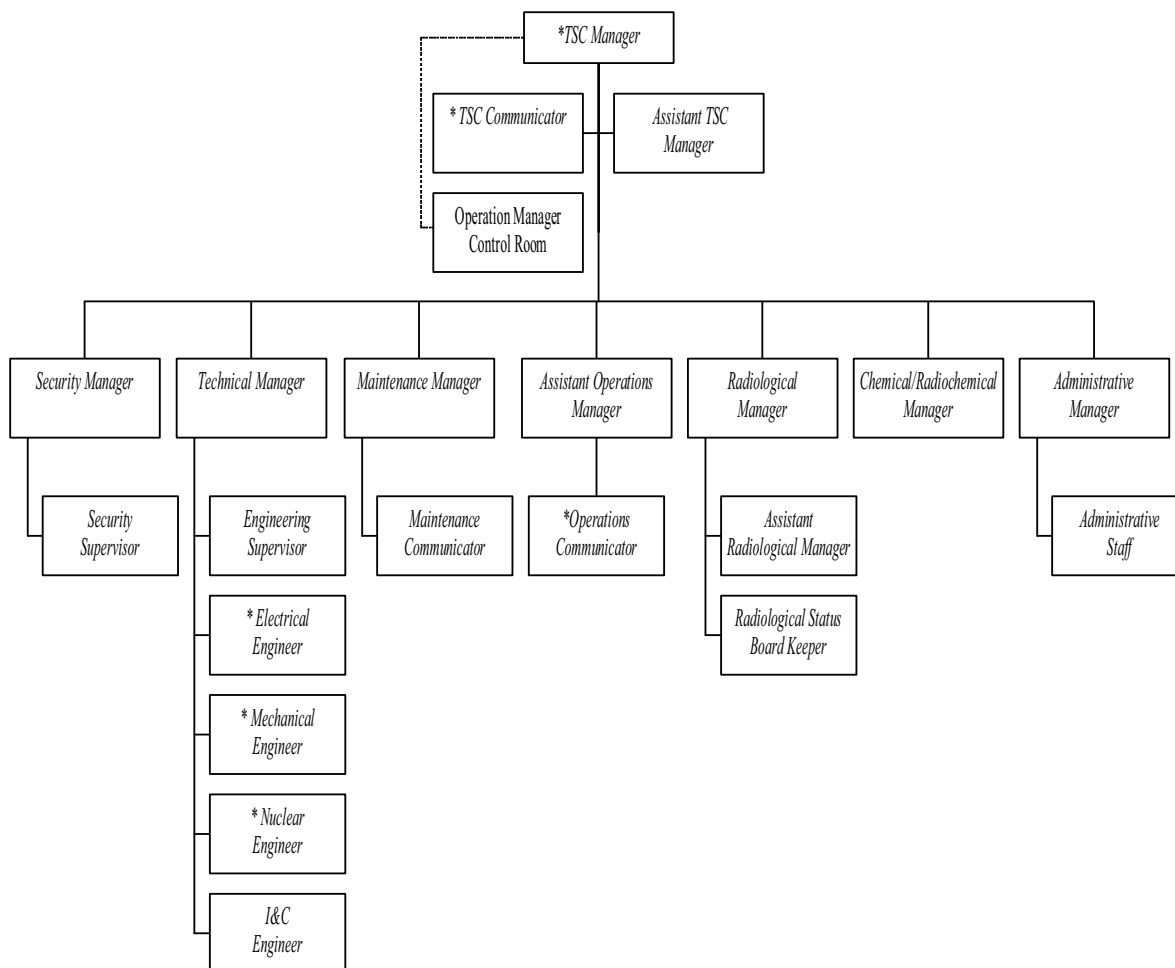 *TSC Manager
* TSC Communicator
Assistant TSC
Manager
Operation Manager
Control Room
Security Manager
Technical Manager
Maintenance Manager
Assistant Operations
Manager
Radiological
Manager
Chemical/Radiochemical
Manager
Administrative
Manager
Security
Supervisor
Engineering
Supervisor
Maintenance
Communicator
*Operations
Communicator
Assistant
Radiological Manager
Administrative
Staff
* Electrical
Engineer
Radiological Status
Board Keeper
* Mechanical
Engineer
* Nuclear
Engineer
I&C
Engineer